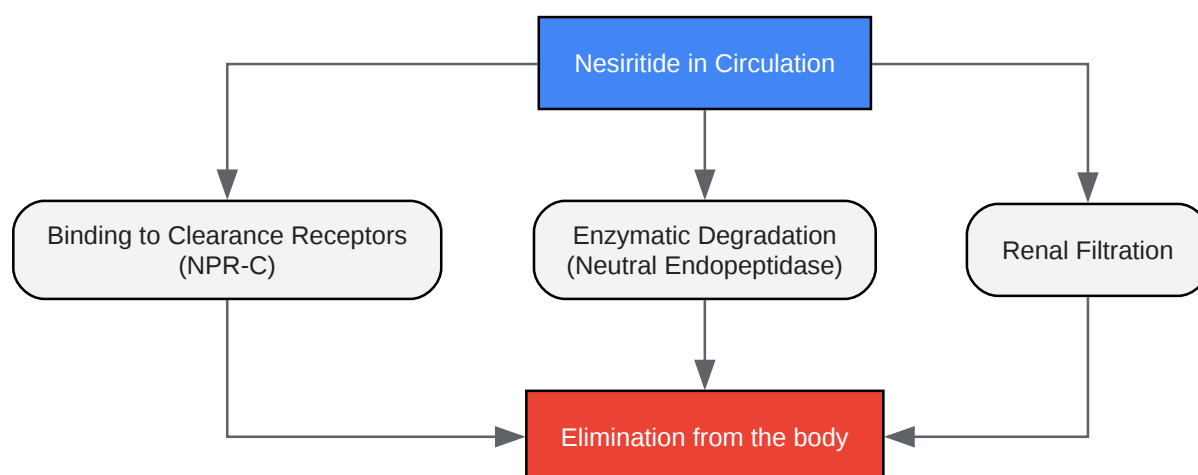 Nesiritide in Circulation
Binding to Clearance Receptors
(NPR-C)
Enzymatic Degradation
(Neutral Endopeptidase)
Renal Filtration
Elimination from the body